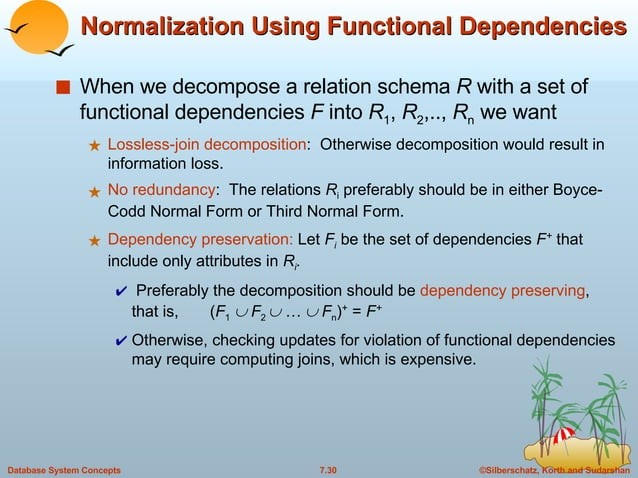 Normalization Using Functional Dependencies
When we decompose a relation schema R with a set of
functional dependencies F into R₁, R₂,.., Rₙ we want
Lossless-join decomposition: Otherwise decomposition would result in
information loss.
No redundancy: The relations Rᵢ preferably should be in either Boyce-
Codd Normal Form or Third Normal Form.
Dependency preservation: Let Fᵢ be the set of dependencies F⁺ that
include only attributes in Rᵢ.
✔ Preferably the decomposition should be dependency preserving,
that is, (F₁ ∪ F₂ ∪ … ∪ Fₙ)⁺ = F⁺
✔ Otherwise, checking updates for violation of functional dependencies
may require computing joins, which is expensive.
Database System Concepts 7.30 ©Silberschatz, Korth and Sudarshan